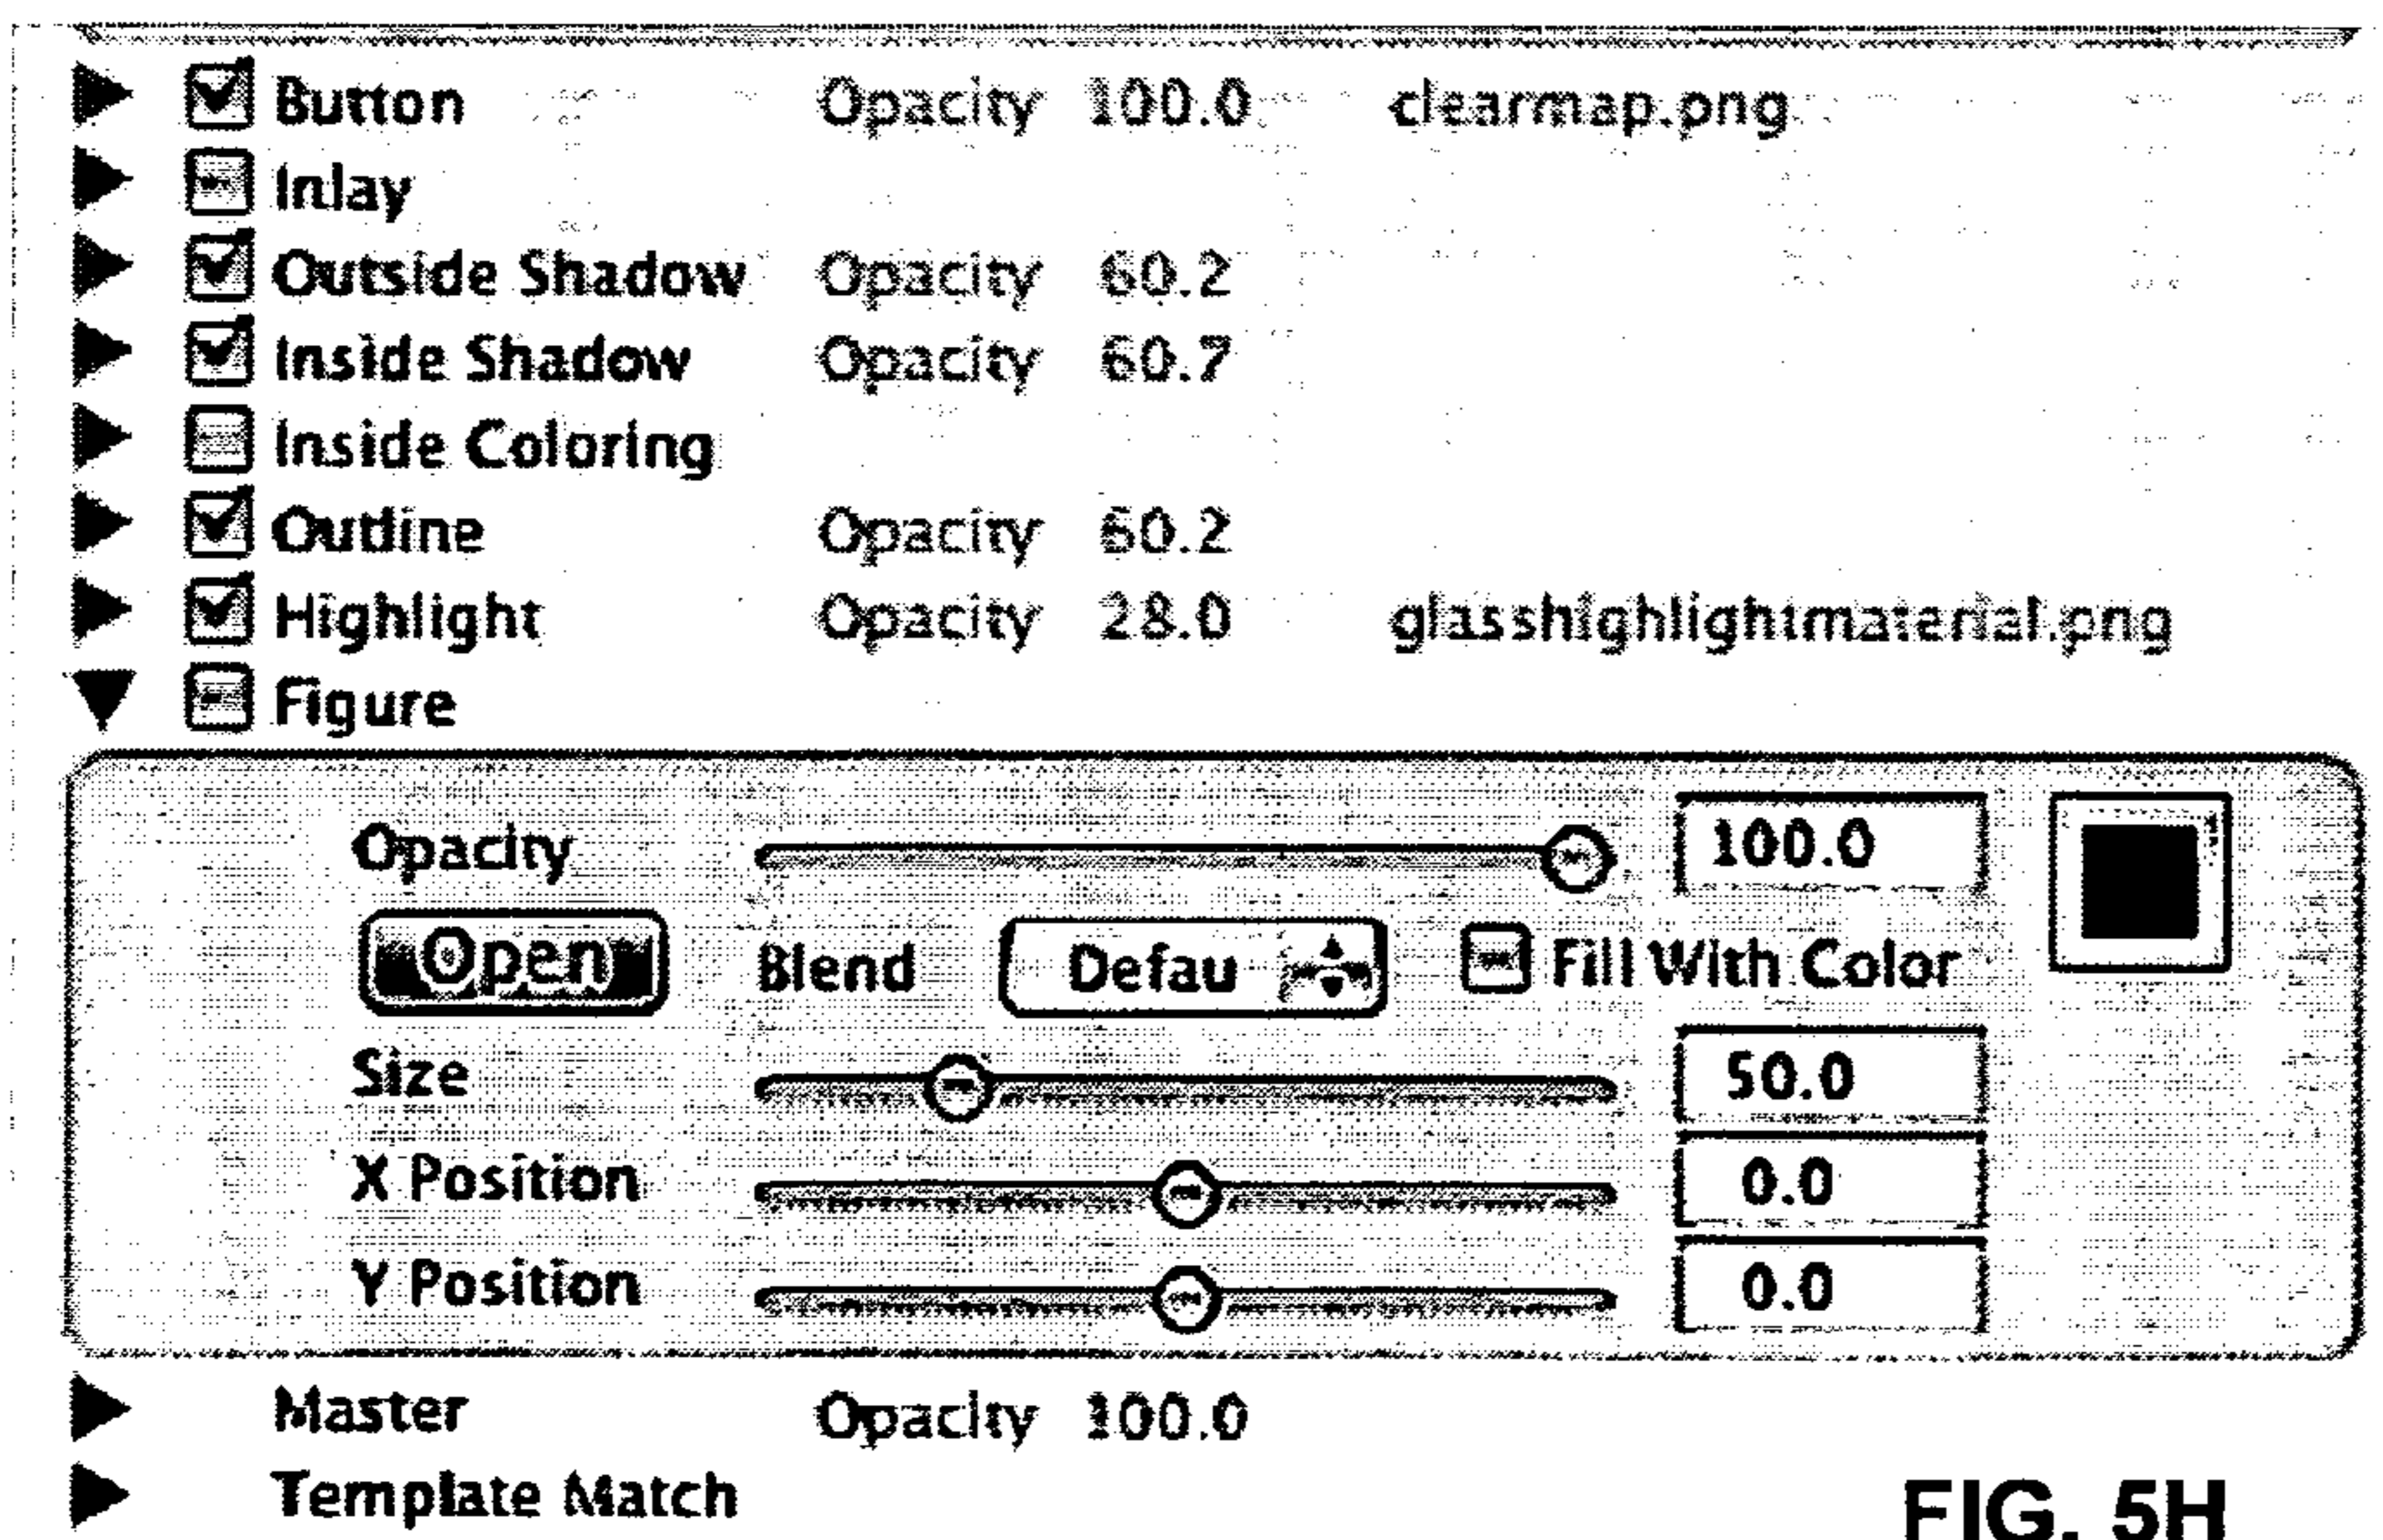 Button Opacity 100.0 clearmap.png
Inlay
Outside Shadow Opacity 60.2
Inside Shadow Opacity 60.7
Inside Coloring
Outline Opacity 60.2
Highlight Opacity 28.0 glasshighlightmaterial.png
Figure
Opacity 100.0
Open Blend Defau Fill With Color
Size 50.0
X Position 0.0
Y Position 0.0
Master Opacity 100.0
Template Match
FIG. 5H